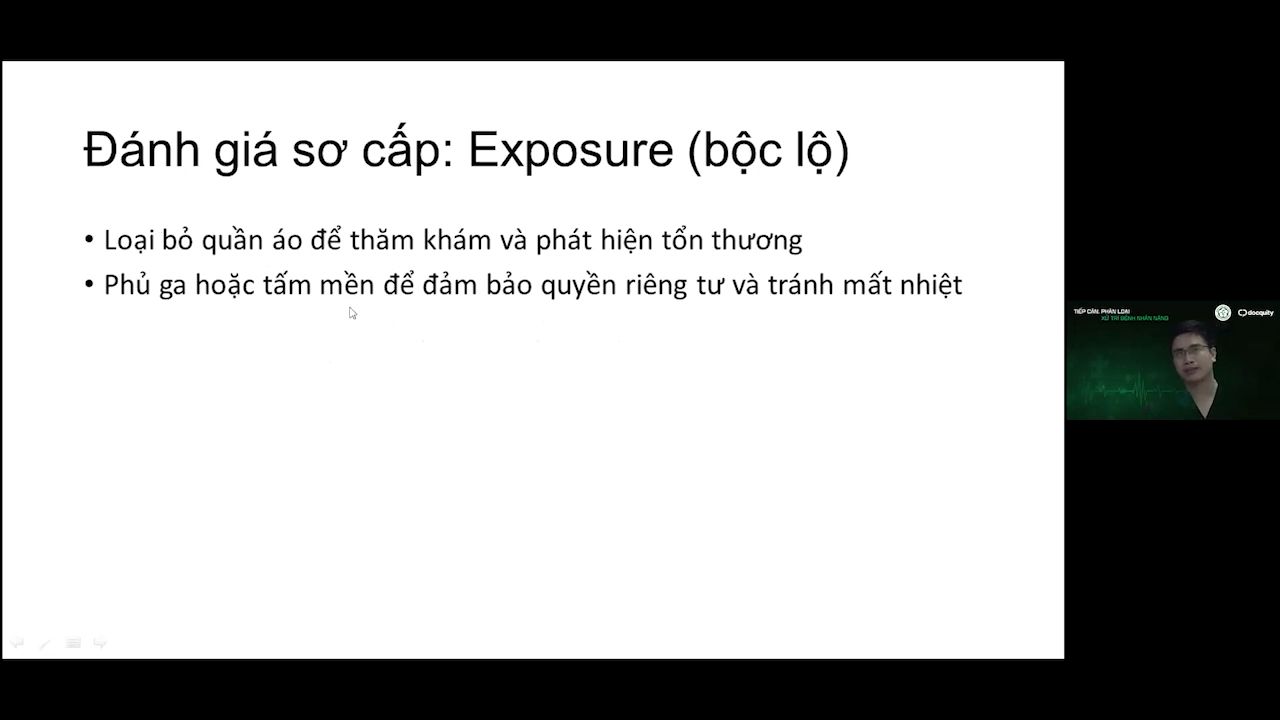 Đánh giá sơ cấp: Exposure (bộc lộ)
• Loại bỏ quần áo để thăm khám và phát hiện tổn thương
• Phủ ga hoặc tấm mền để đảm bảo quyền riêng tư và tránh mất nhiệt
TIẾP CẬN, PHÂN LOẠI
XỬ TRÍ BỆNH NHÂN NẶNG
docquity